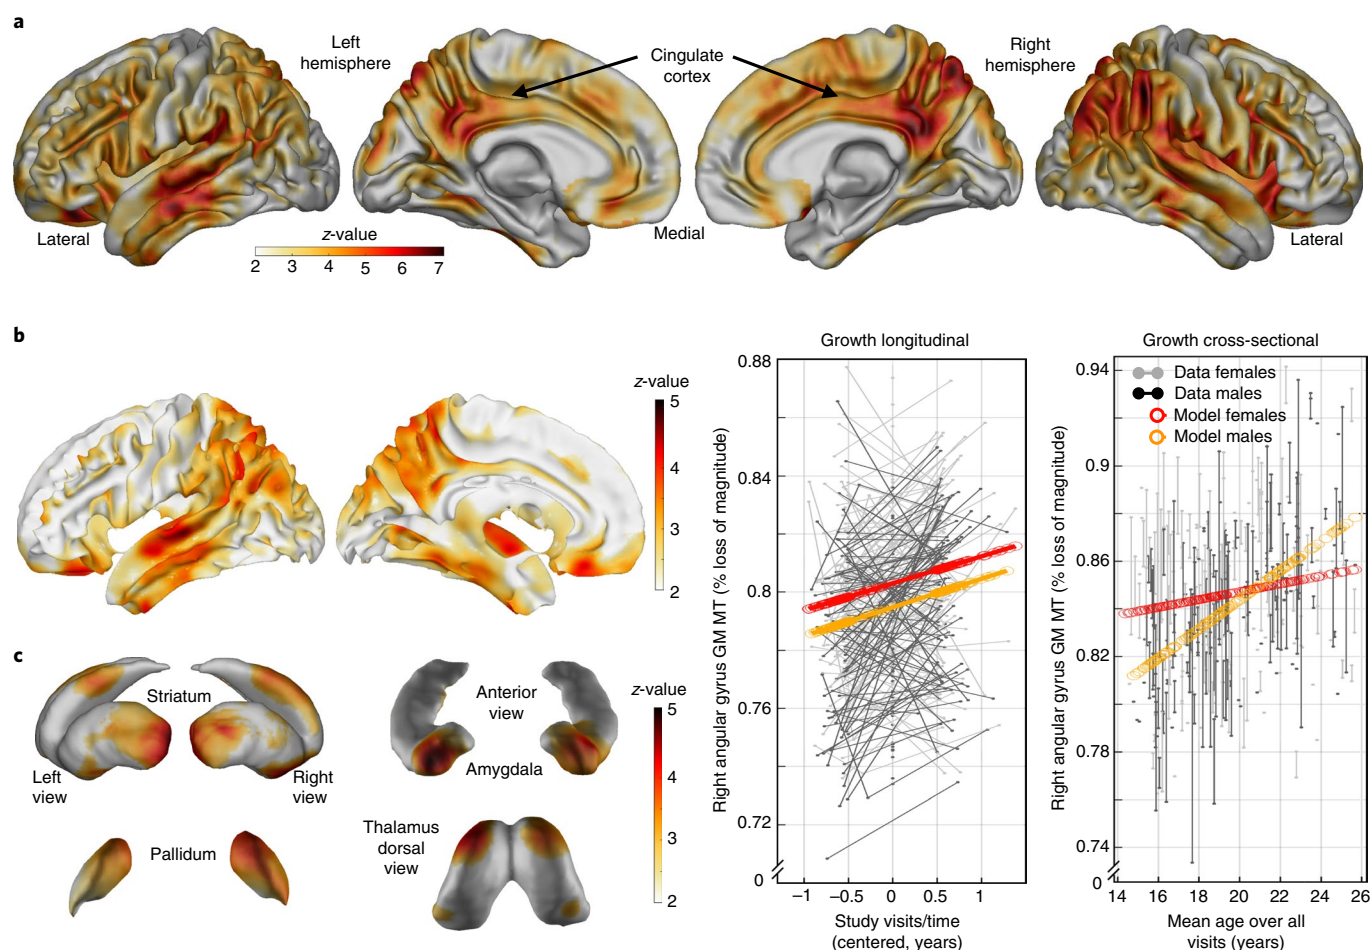 a
Left
hemisphere
Cingulate
cortex
Right
hemisphere
Lateral
Medial
Lateral
z-value
2 3 4 5 6 7
b
z-value
5
4
3
2
c
Striatum
Left
view
Right
view
Pallidum
Anterior
view
Amygdala
Thalamus
dorsal
view
z-value
5
4
3
2
Growth longitudinal
Right angular gyrus GM MT (% loss of magnitude)
0.88
0.84
0.8
0.76
0.72
0
−1 −0.5 0 0.5 1
Study visits/time
(centered, years)
Growth cross-sectional
Data females
Data males
Model females
Model males
Right angular gyrus GM MT (% loss of magnitude)
0.94
0.9
0.86
0.82
0.78
0.74
0
14 16 18 20 22 24 26
Mean age over all
visits (years)